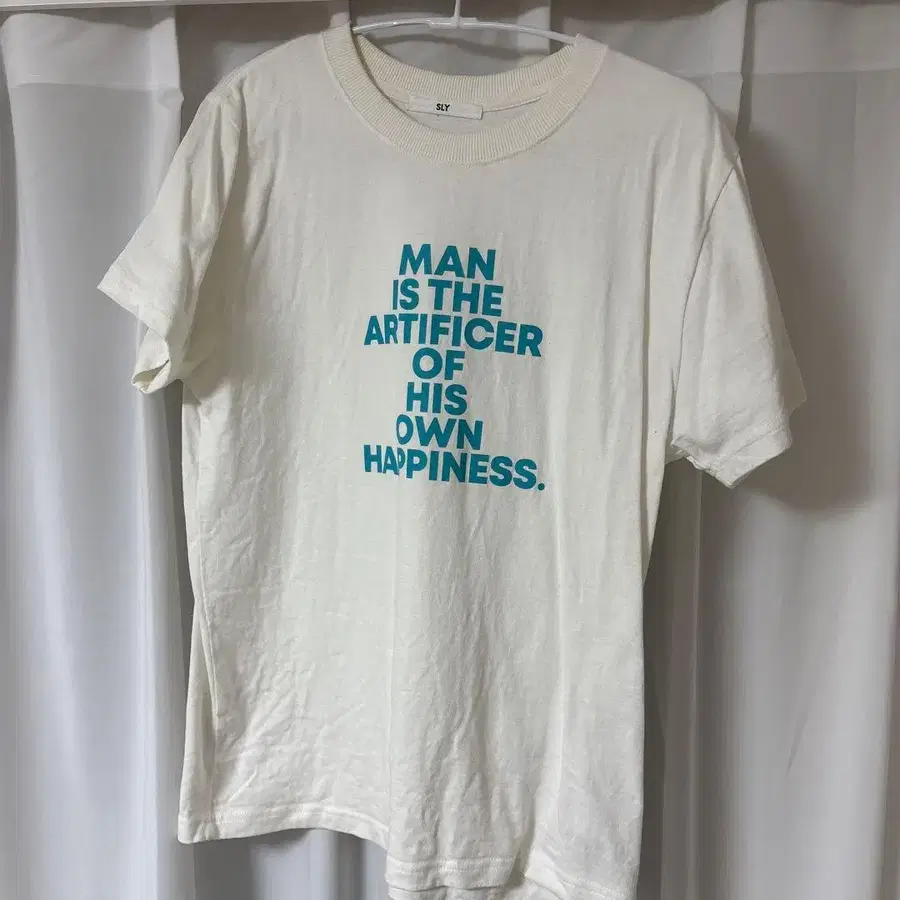 SLY
MAN
IS THE
ARTIFICER
OF
HIS
OWN
HAPPINESS.